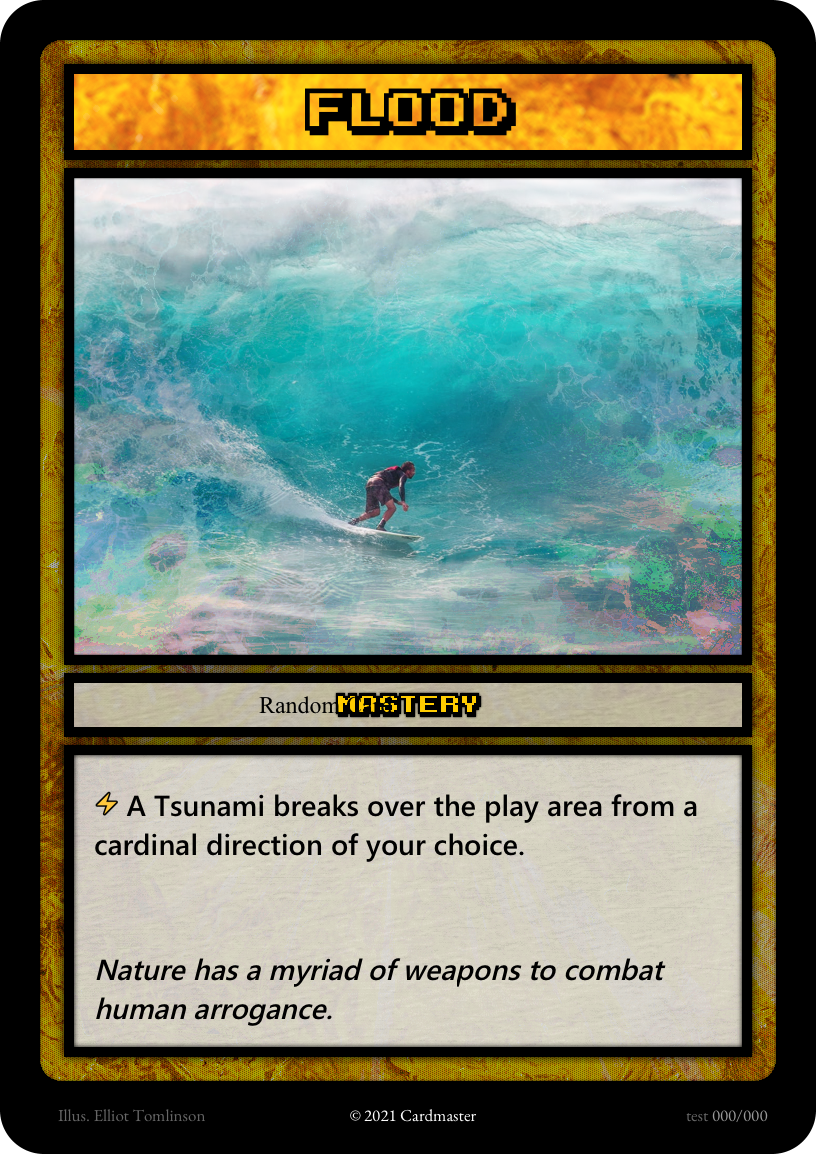 FLOOD
Random MASTERY
⚡ A Tsunami breaks over the play area from a
cardinal direction of your choice.
Nature has a myriad of weapons to combat
human arrogance.
Illus. Elliot Tomlinson © 2021 Cardmaster test 000/000